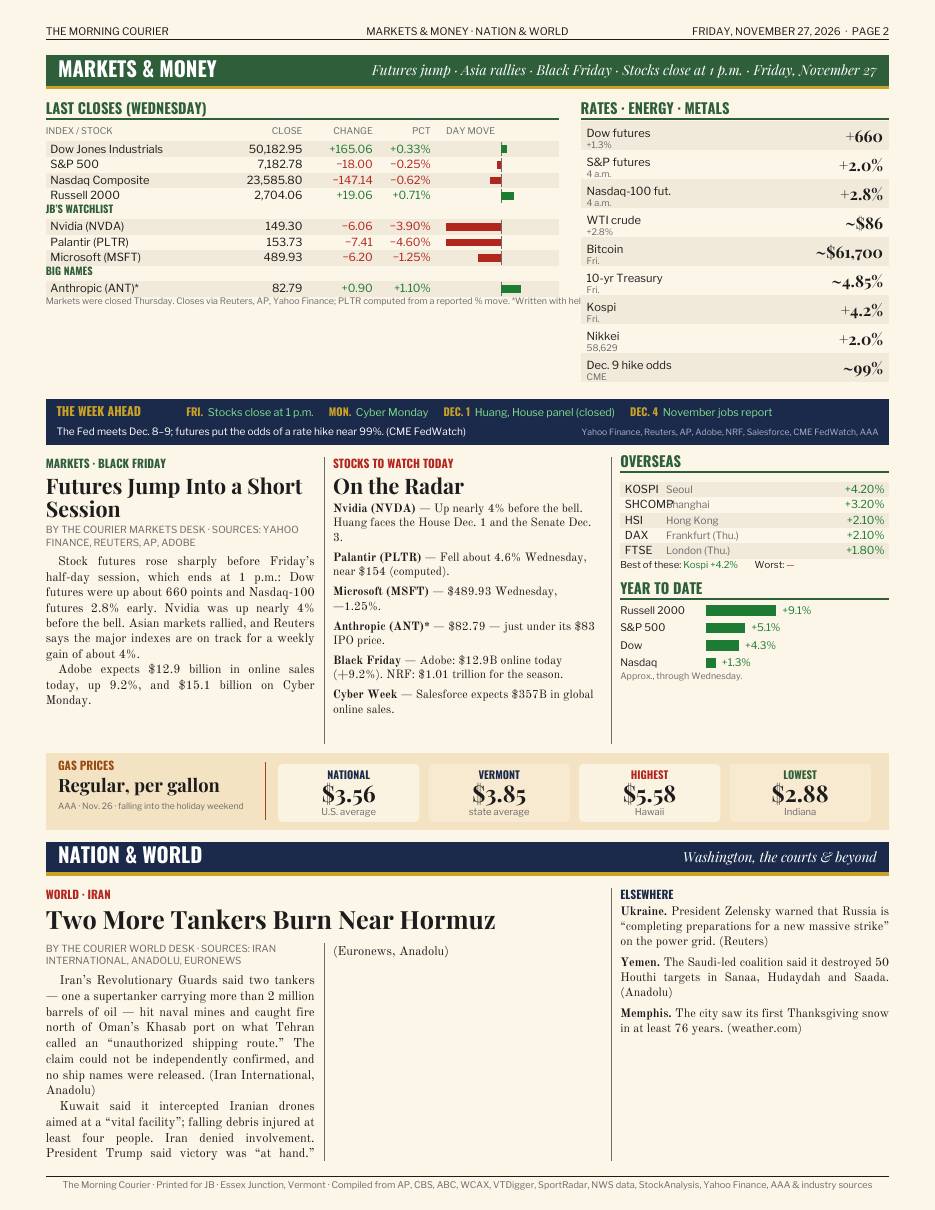 THE MORNING COURIER
MARKETS & MONEY · NATION & WORLD
FRIDAY, NOVEMBER 27, 2026 · PAGE 2
MARKETS & MONEY
Futures jump · Asia rallies · Black Friday · Stocks close at 1 p.m. · Friday, November 27
LAST CLOSES (WEDNESDAY)
INDEX / STOCK CLOSE CHANGE PCT DAY MOVE
Dow Jones Industrials 50,182.95 +165.06 +0.33%
S&P 500 7,182.78 −18.00 −0.25%
Nasdaq Composite 23,585.80 −147.14 −0.62%
Russell 2000 2,704.06 +19.06 +0.71%
JB'S WATCHLIST
Nvidia (NVDA) 149.30 −6.06 −3.90%
Palantir (PLTR) 153.73 −7.41 −4.60%
Microsoft (MSFT) 489.93 −6.20 −1.25%
BIG NAMES
Anthropic (ANT)* 82.79 +0.90 +1.10%
Markets were closed Thursday. Closes via Reuters, AP, Yahoo Finance; PLTR computed from a reported % move. *Written with hel
RATES · ENERGY · METALS
Dow futures +660
+1.3%
S&P futures +2.0%
4 a.m.
Nasdaq-100 fut. +2.8%
4 a.m.
WTI crude ~$86
+2.8%
Bitcoin ~$61,700
Fri.
10-yr Treasury ~4.85%
Fri.
Kospi +4.2%
Fri.
Nikkei +2.0%
58,629
Dec. 9 hike odds ~99%
CME
THE WEEK AHEAD FRI. Stocks close at 1 p.m. MON. Cyber Monday DEC. 1 Huang, House panel (closed) DEC. 4 November jobs report
The Fed meets Dec. 8–9; futures put the odds of a rate hike near 99%. (CME FedWatch)
Yahoo Finance, Reuters, AP, Adobe, NRF, Salesforce, CME FedWatch, AAA
MARKETS · BLACK FRIDAY
Futures Jump Into a Short
Session
BY THE COURIER MARKETS DESK · SOURCES: YAHOO
FINANCE, REUTERS, AP, ADOBE
Stock futures rose sharply before Friday’s
half-day session, which ends at 1 p.m.: Dow
futures were up about 660 points and Nasdaq-100
futures 2.8% early. Nvidia was up nearly 4%
before the bell. Asian markets rallied, and Reuters
says the major indexes are on track for a weekly
gain of about 4%.
Adobe expects $12.9 billion in online sales
today, up 9.2%, and $15.1 billion on Cyber
Monday.
STOCKS TO WATCH TODAY
On the Radar
Nvidia (NVDA) — Up nearly 4% before the bell.
Huang faces the House Dec. 1 and the Senate Dec.
3.
Palantir (PLTR) — Fell about 4.6% Wednesday,
near $154 (computed).
Microsoft (MSFT) — $489.93 Wednesday,
—1.25%.
Anthropic (ANT)* — $82.79 — just under its $83
IPO price.
Black Friday — Adobe: $12.9B online today
(+9.2%). NRF: $1.01 trillion for the season.
Cyber Week — Salesforce expects $357B in global
online sales.
OVERSEAS
KOSPI Seoul +4.20%
SHCOMP hanghai +3.20%
HSI Hong Kong +2.10%
DAX Frankfurt (Thu.) +2.10%
FTSE London (Thu.) +1.80%
Best of these: Kospi +4.2% Worst: —
YEAR TO DATE
Russell 2000 +9.1%
S&P 500 +5.1%
Dow +4.3%
Nasdaq +1.3%
Approx., through Wednesday.
GAS PRICES
Regular, per gallon
AAA · Nov. 26 · falling into the holiday weekend
NATIONAL
$3.56
U.S. average
VERMONT
$3.85
state average
HIGHEST
$5.58
Hawaii
LOWEST
$2.88
Indiana
NATION & WORLD
Washington, the courts & beyond
WORLD · IRAN
Two More Tankers Burn Near Hormuz
BY THE COURIER WORLD DESK · SOURCES: IRAN
INTERNATIONAL, ANADOLU, EURONEWS
Iran’s Revolutionary Guards said two tankers
— one a supertanker carrying more than 2 million
barrels of oil — hit naval mines and caught fire
north of Oman’s Khasab port on what Tehran
called an “unauthorized shipping route.” The
claim could not be independently confirmed, and
no ship names were released. (Iran International,
Anadolu)
Kuwait said it intercepted Iranian drones
aimed at a “vital facility”; falling debris injured at
least four people. Iran denied involvement.
President Trump said victory was “at hand.”
(Euronews, Anadolu)
ELSEWHERE
Ukraine. President Zelensky warned that Russia is
“completing preparations for a new massive strike”
on the power grid. (Reuters)
Yemen. The Saudi-led coalition said it destroyed 50
Houthi targets in Sanaa, Hudaydah and Saada.
(Anadolu)
Memphis. The city saw its first Thanksgiving snow
in at least 76 years. (weather.com)
The Morning Courier · Printed for JB · Essex Junction, Vermont · Compiled from AP, CBS, ABC, WCAX, VTDigger, SportRadar, NWS data, StockAnalysis, Yahoo Finance, AAA & industry sources